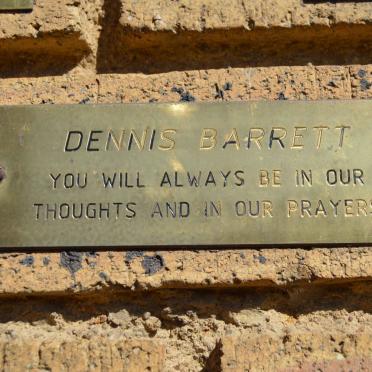 DENNIS BARRETT
YOU WILL ALWAYS BE IN OUR
THOUGHTS AND IN OUR PRAYERS